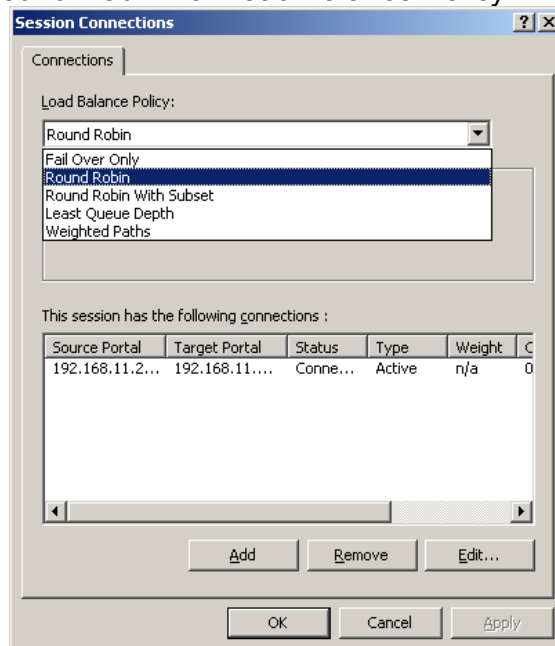 Session Connections
Connections
Load Balance Policy:
Round Robin
Fail Over Only
Round Robin
Round Robin With Subset
Least Queue Depth
Weighted Paths
This session has the following connections :
Source Portal Target Portal Status Type Weight C
192.168.11.2... 192.168.11.... Conne... Active n/a 0
Add Remove Edit...
OK Cancel Apply